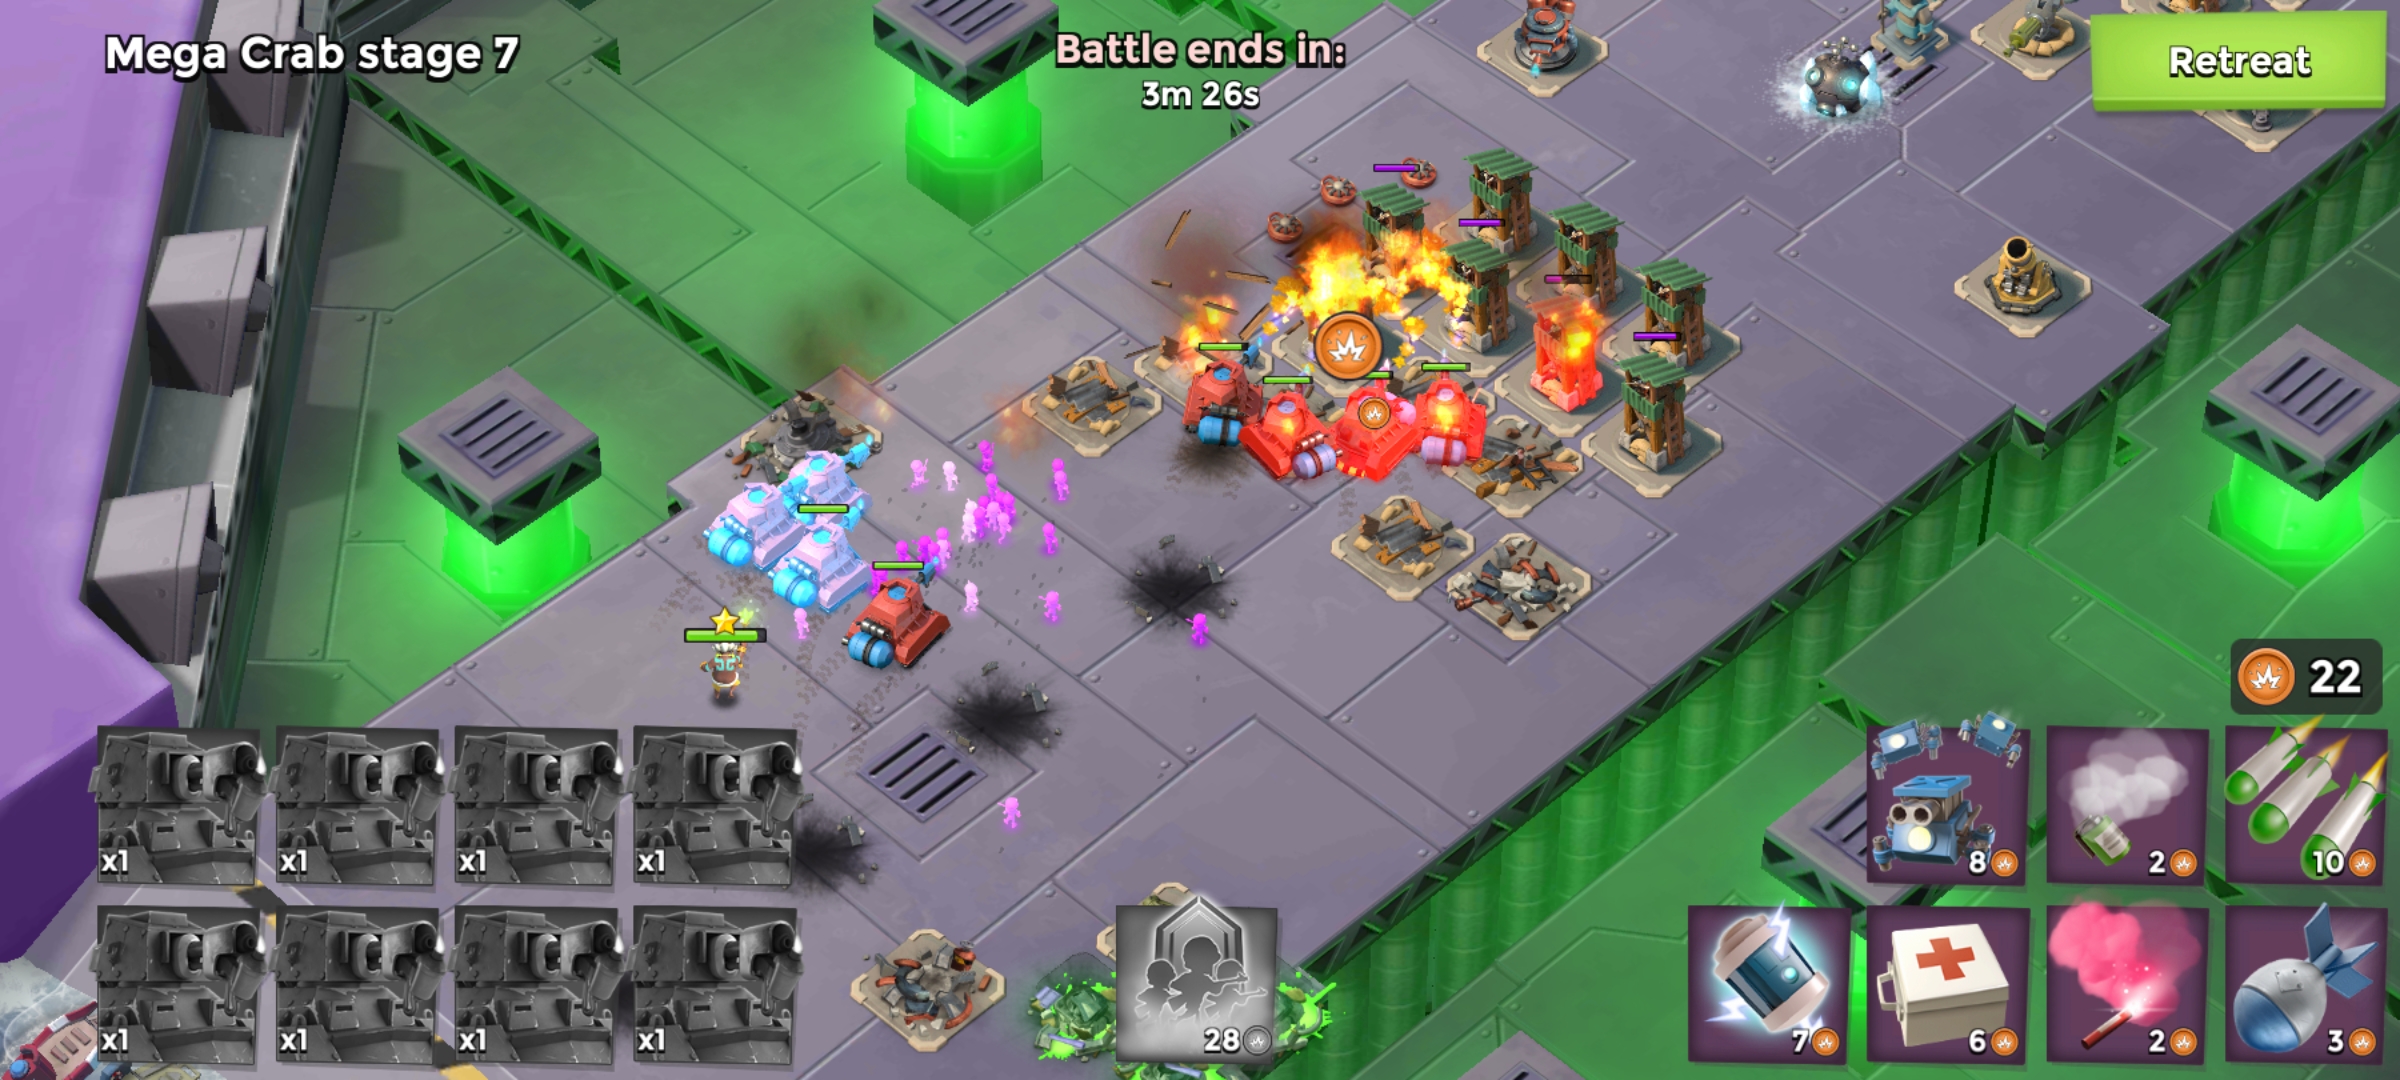 Mega Crab stage 7
Battle ends in:
3m 26s
Retreat
52
22
8
2
10
x1
x1
x1
x1
x1
x1
x1
x1
28
7
6
2
3